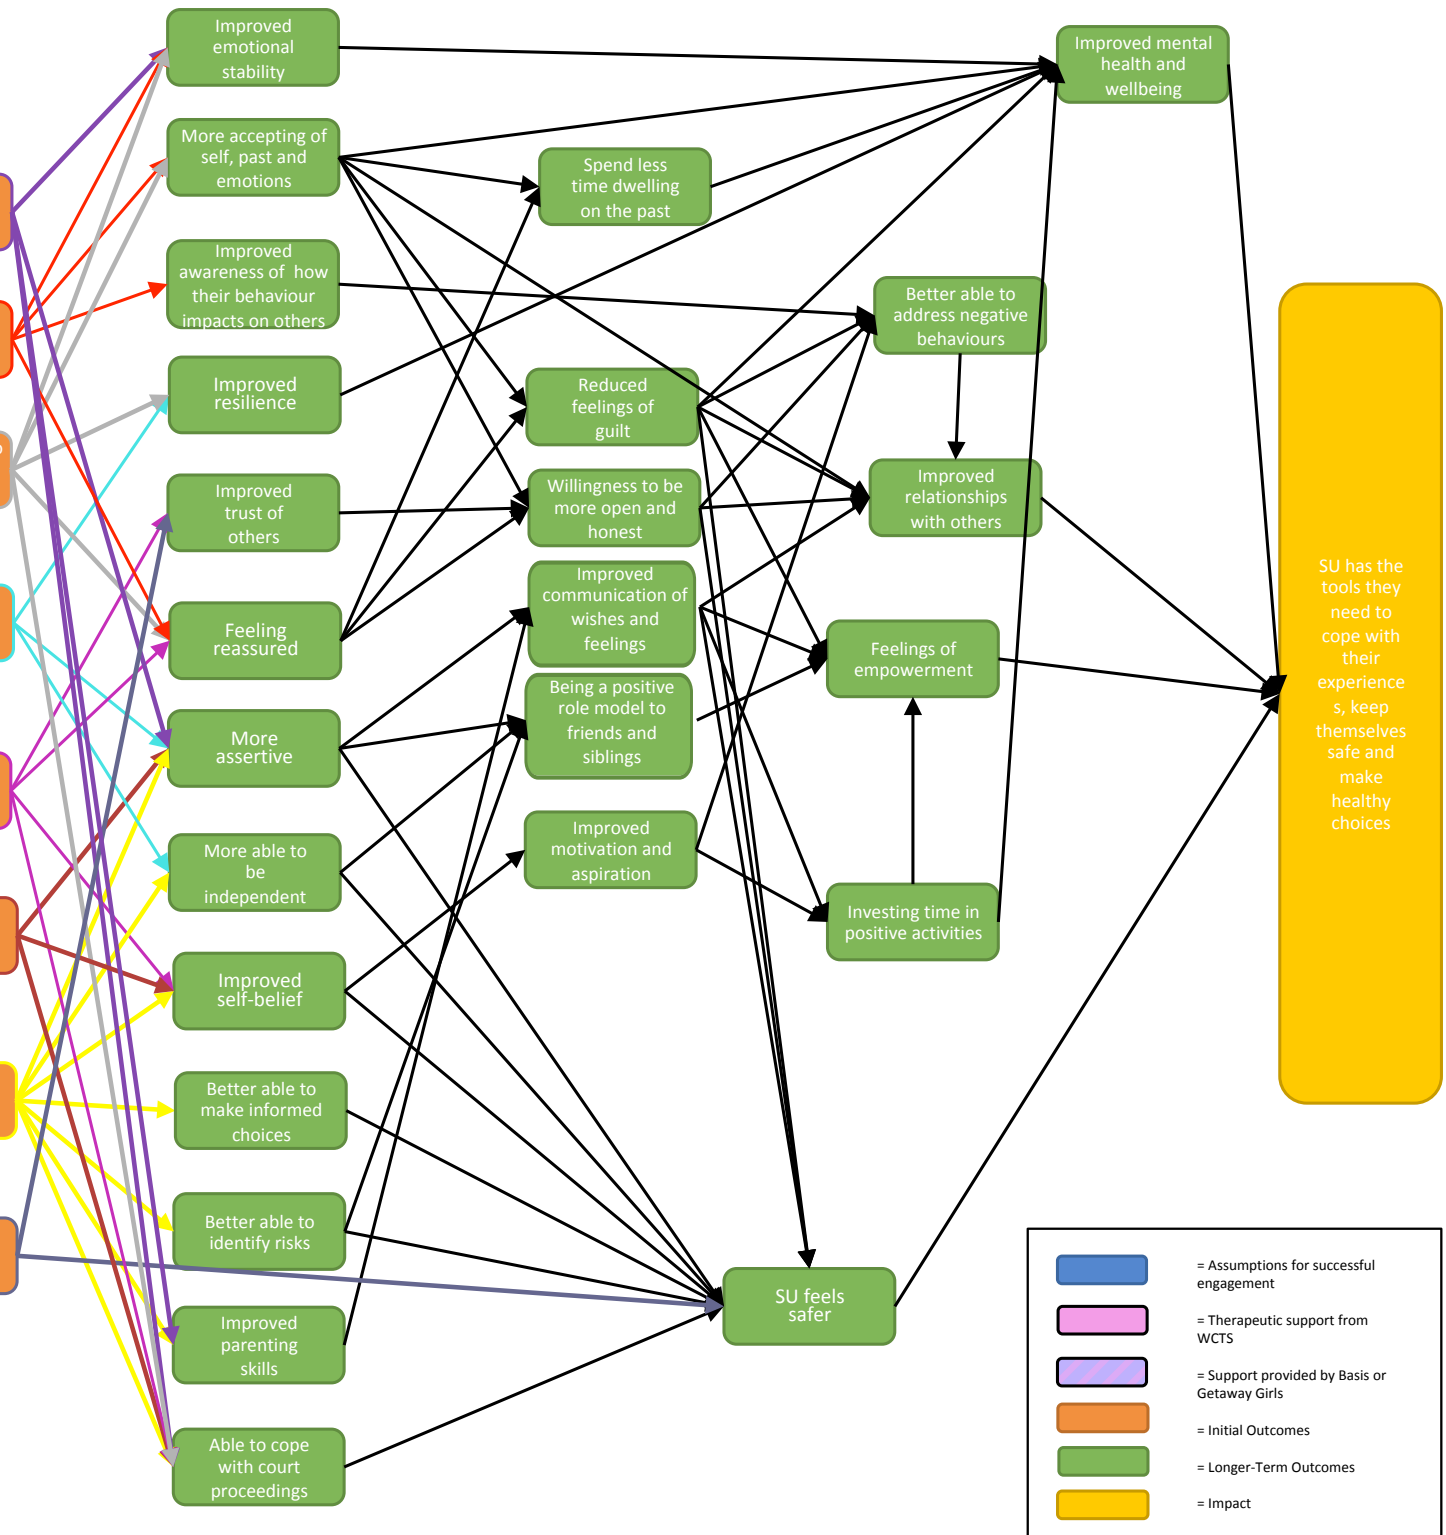 Improved
emotional
stability
Improved mental
health and
wellbeing
More accepting of
self, past and
emotions
Spend less
time dwelling
on the past
Improved
awareness of  how
their behaviour
impacts on others
Better able to
address negative
behaviours
Improved
resilience
Reduced
feelings of
guilt
Improved
trust of
others
Willingness to be
more open and
honest
Improved
relationships
with others
Improved
communication of
wishes and
feelings
Feeling
reassured
Feelings of
empowerment
Being a positive
role model to
friends and
siblings
More
assertive
Improved
motivation and
aspiration
More able to
be
independent
Investing time in
positive activities
Improved
self-belief
Better able to
make informed
choices
Better able to
identify risks
SU feels
safer
Improved
parenting
skills
Able to cope
with court
proceedings
SU has the
tools they
need to
cope with
their
experience
s, keep
themselves
safe and
make
healthy
choices
= Assumptions for successful
engagement
= Therapeutic support from
WCTS
= Support provided by Basis or
Getaway Girls
= Initial Outcomes
= Longer-Term Outcomes
= Impact